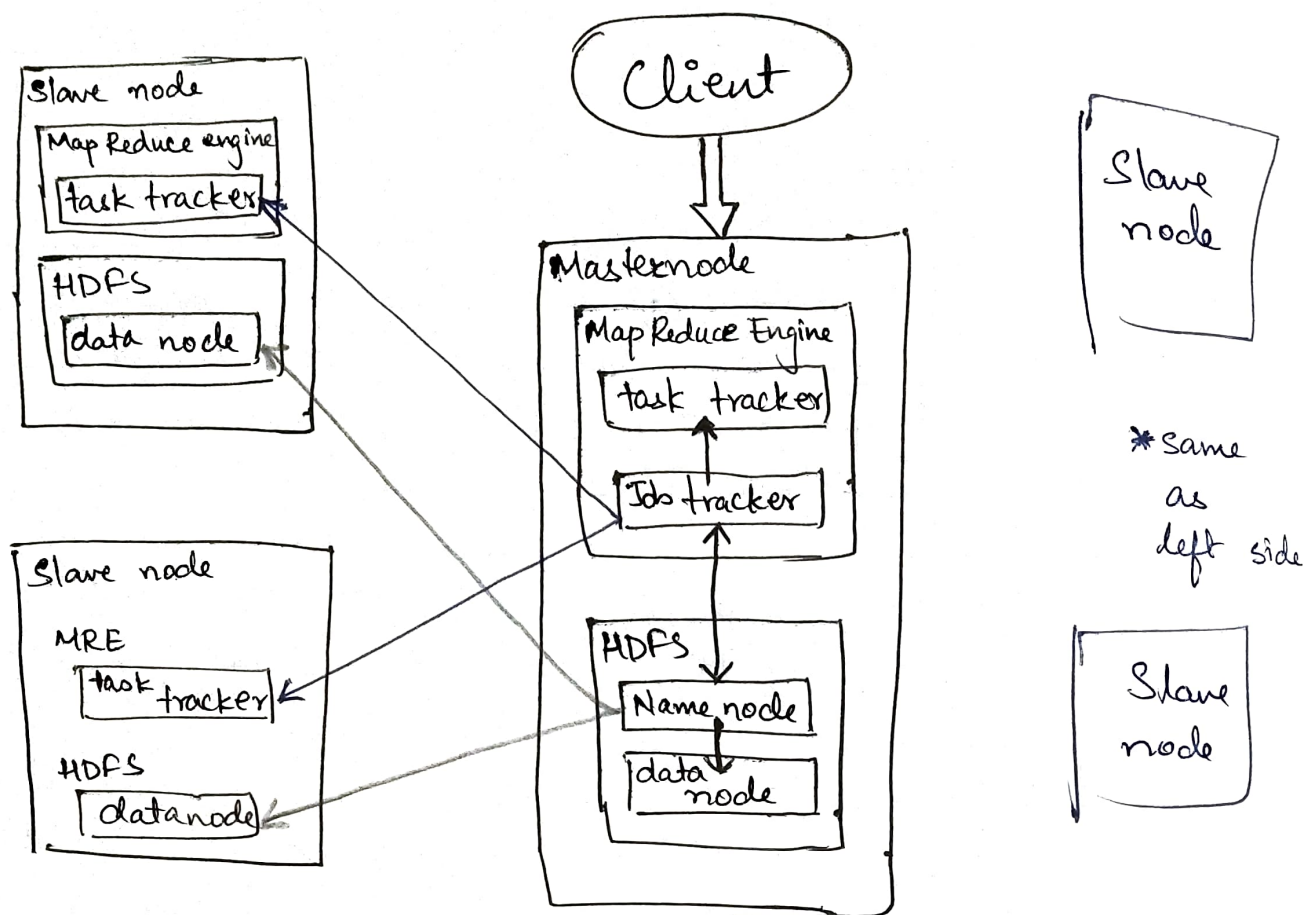 Client
Slave node
Map Reduce engine
task tracker
HDFS
data node
Slave node
MRE
task
tracker
HDFS
datanode
Masternode
Map Reduce Engine
task tracker
Job tracker
HDFS
Name node
data
node
Slave
node
* same
as
left side
Slave
node